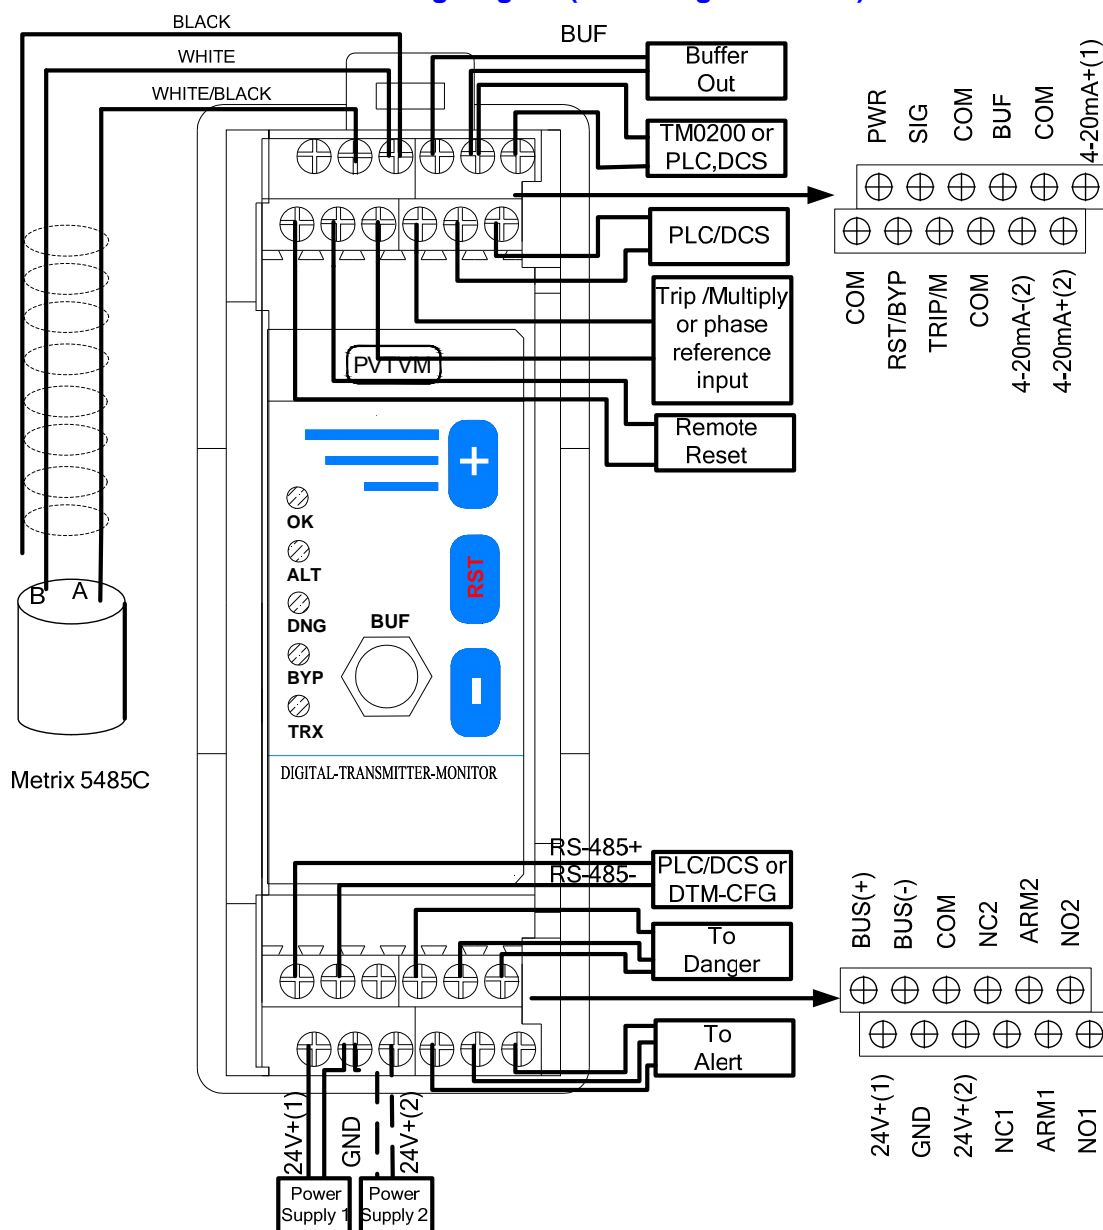 BLACK
WHITE
WHITE/BLACK
BUF
Buffer
Out
TM0200 or
PLC,DCS
PLC/DCS
Trip /Multiply
or phase
reference
input
Remote
Reset
PWR
SIG
COM
BUF
COM
4-20mA+(1)
COM
RST/BYP
TRIP/M
COM
4-20mA-(2)
4-20mA+(2)
PVTVM
+
OK
ALT
DNG
BYP
TRX
BUF
RST
-
B
A
Metrix 5485C
DIGITAL-TRANSMITTER-MONITOR
RS-485+
RS-485-
PLC/DCS or
DTM-CFG
To
Danger
To
Alert
BUS(+)
BUS(-)
COM
NC2
ARM2
NO2
24V+(1)
GND
24V+(2)
NC1
ARM1
NO1
24V+(1)
GND
24V+(2)
Power
Supply 1
Power
Supply 2